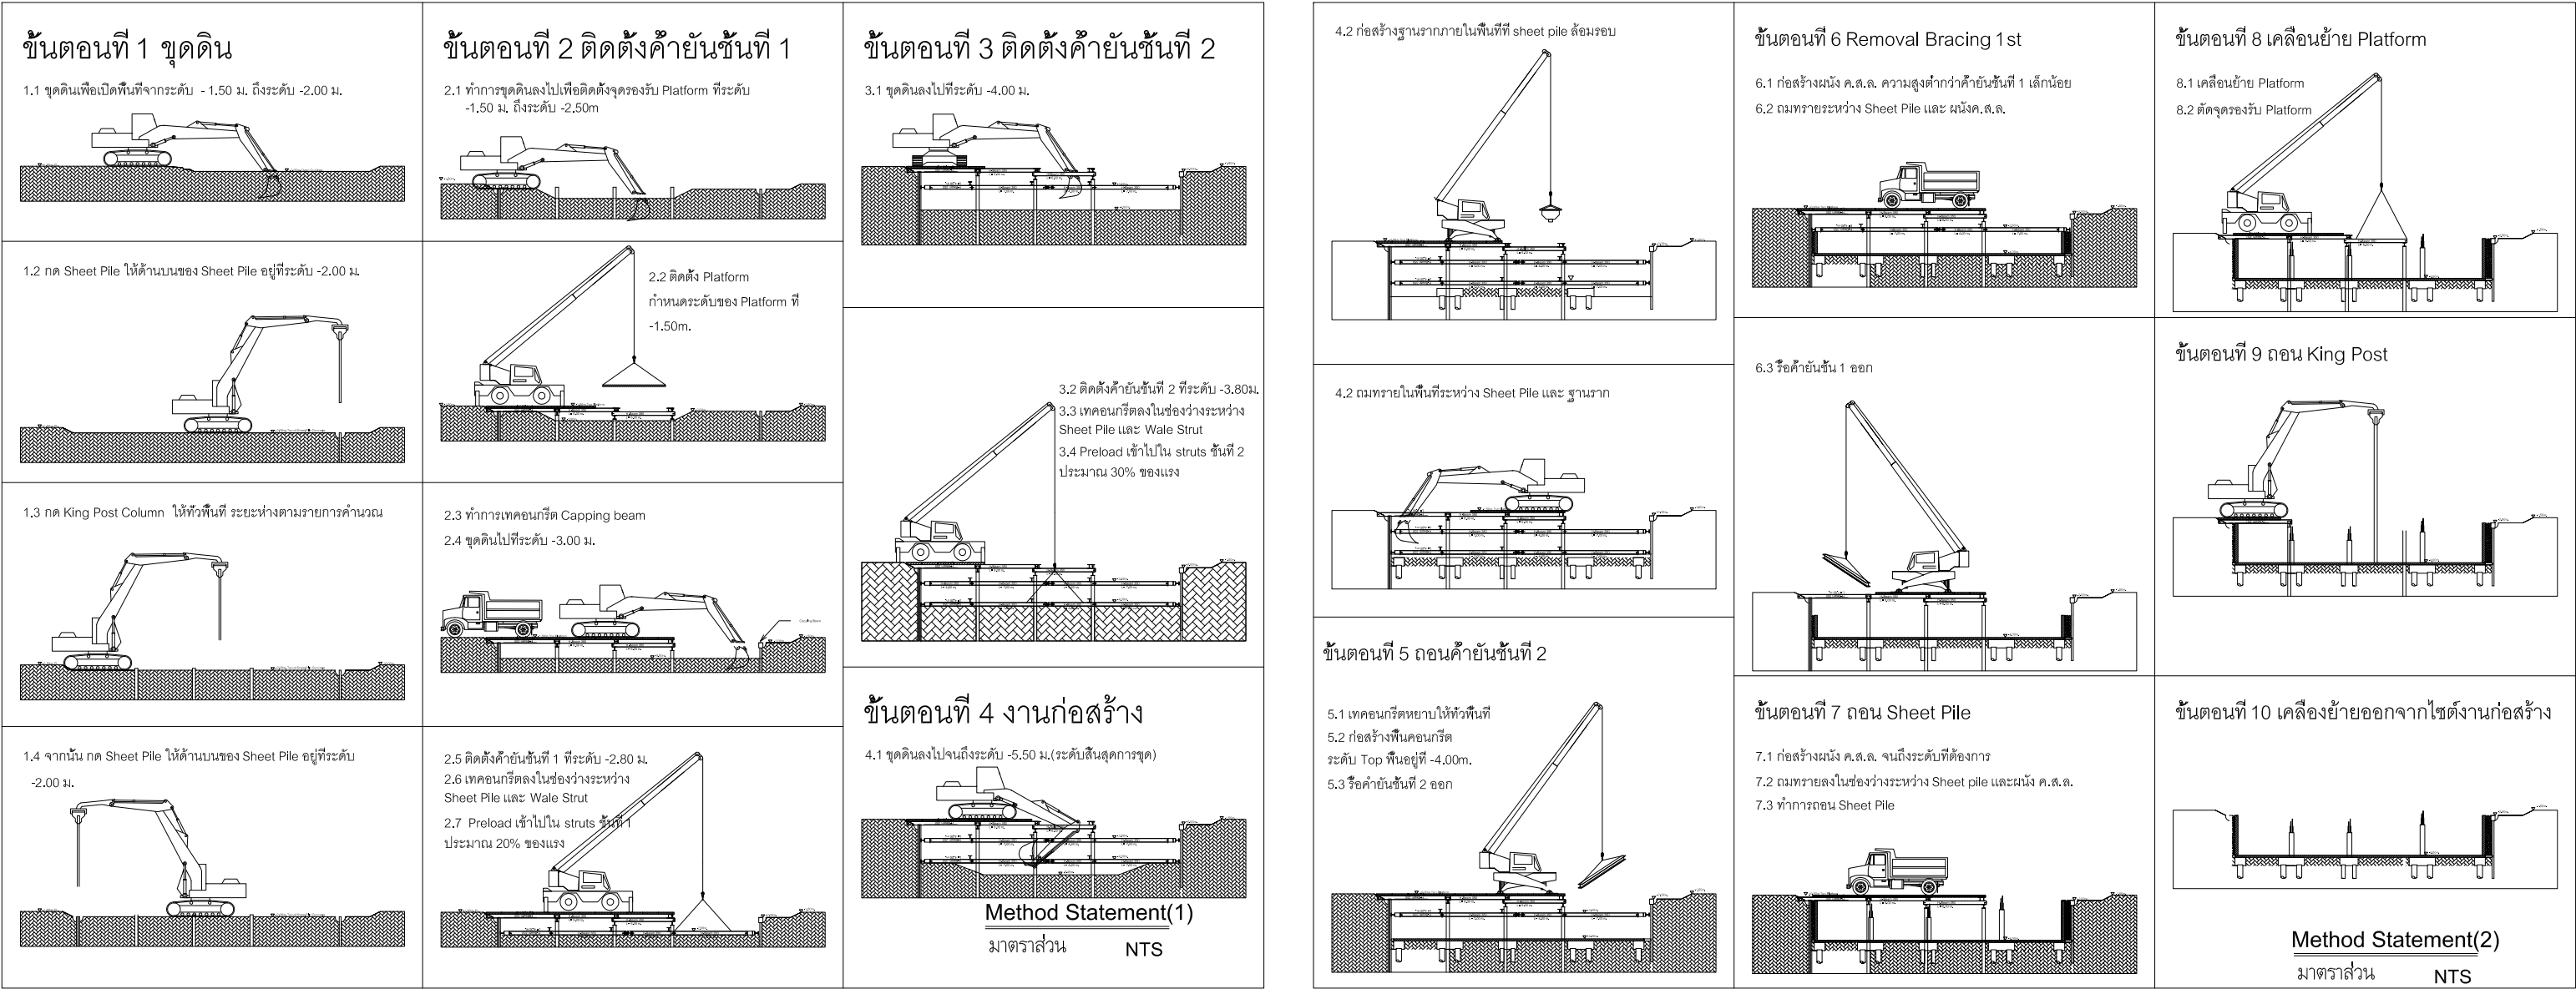 ขั้นตอนที่ 1 ขุดดิน
1.1 ขุดดินเพื่อเปิดพื้นที่จากระดับ - 1.50 ม. ถึงระดับ -2.00 ม.
1.2 กด Sheet Pile ให้ด้านบนของ Sheet Pile อยู่ที่ระดับ -2.00 ม.
1.3 กด King Post Column ให้ทั่วพื้นที่ ระยะห่างตามรายการคำนวณ
1.4 จากนั้น กด Sheet Pile ให้ด้านบนของ Sheet Pile อยู่ที่ระดับ
-2.00 ม.
ขั้นตอนที่ 2 ติดตั้งค้ำยันชั้นที่ 1
2.1 ทำการขุดดินลงไปเพื่อติดตั้งจุดรองรับ Platform ที่ระดับ
-1.50 ม. ถึงระดับ -2.50m
2.2 ติดตั้ง Platform
กำหนดระดับของ Platform ที่
-1.50m.
2.3 ทำการเทคอนกรีต Capping beam
2.4 ขุดดินไปที่ระดับ -3.00 ม.
Capping Beam
2.5 ติดตั้งค้ำยันชั้นที่ 1 ที่ระดับ -2.80 ม.
2.6 เทคอนกรีตลงในช่องว่างระหว่าง
Sheet Pile และ Wale Strut
2.7 Preload เข้าไปใน struts ชั้นที่ 1
ประมาณ 20% ของแรง
ขั้นตอนที่ 3 ติดตั้งค้ำยันชั้นที่ 2
3.1 ขุดดินลงไปที่ระดับ -4.00 ม.
3.2 ติดตั้งค้ำยันชั้นที่ 2 ที่ระดับ -3.80ม.
3.3 เทคอนกรีตลงในช่องว่างระหว่าง
Sheet Pile และ Wale Strut
3.4 Preload เข้าไปใน struts ชั้นที่ 2
ประมาณ 30% ของแรง
ขั้นตอนที่ 4 งานก่อสร้าง
4.1 ขุดดินลงไปจนถึงระดับ -5.50 ม.(ระดับสิ้นสุดการขุด)
Method Statement(1)
มาตราส่วน NTS
4.2 ก่อสร้างฐานรากภายในพื้นที่ที่ sheet pile ล้อมรอบ
4.2 ถมทรายในพื้นที่ระหว่าง Sheet Pile และ ฐานราก
ขั้นตอนที่ 5 ถอนค้ำยันชั้นที่ 2
5.1 เทคอนกรีตหยาบให้ทั่วพื้นที่
5.2 ก่อสร้างพื้นคอนกรีต
ระดับ Top พื้นอยู่ที่ -4.00m.
5.3 รื้อค้ำยันชั้นที่ 2 ออก
ขั้นตอนที่ 6 Removal Bracing 1st
6.1 ก่อสร้างผนัง ค.ส.ล. ความสูงต่ำกว่าค้ำยันชั้นที่ 1 เล็กน้อย
6.2 ถมทรายระหว่าง Sheet Pile และ ผนังค.ส.ล.
6.3 รื้อค้ำยันชั้น 1 ออก
ขั้นตอนที่ 7 ถอน Sheet Pile
7.1 ก่อสร้างผนัง ค.ส.ล. จนถึงระดับที่ต้องการ
7.2 ถมทรายลงในช่องว่างระหว่าง Sheet pile และผนัง ค.ส.ล.
7.3 ทำการถอน Sheet Pile
ขั้นตอนที่ 8 เคลื่อนย้าย Platform
8.1 เคลื่อนย้าย Platform
8.2 ตัดจุดรองรับ Platform
ขั้นตอนที่ 9 ถอน King Post
ขั้นตอนที่ 10 เคลื่องย้ายออกจากไซต์งานก่อสร้าง
Method Statement(2)
มาตราส่วน NTS